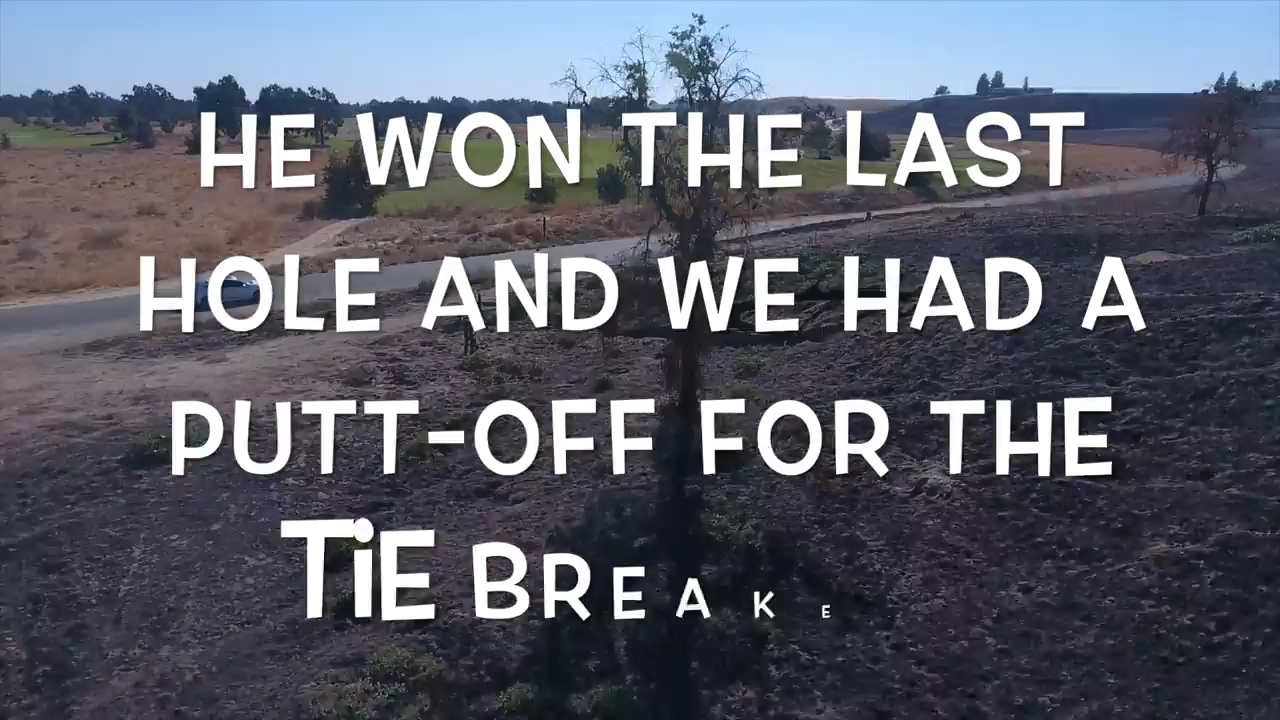 HE WON THE LAST
HOLE AND WE HAD A
PUTT-OFF FOR THE
TiE BREAKE